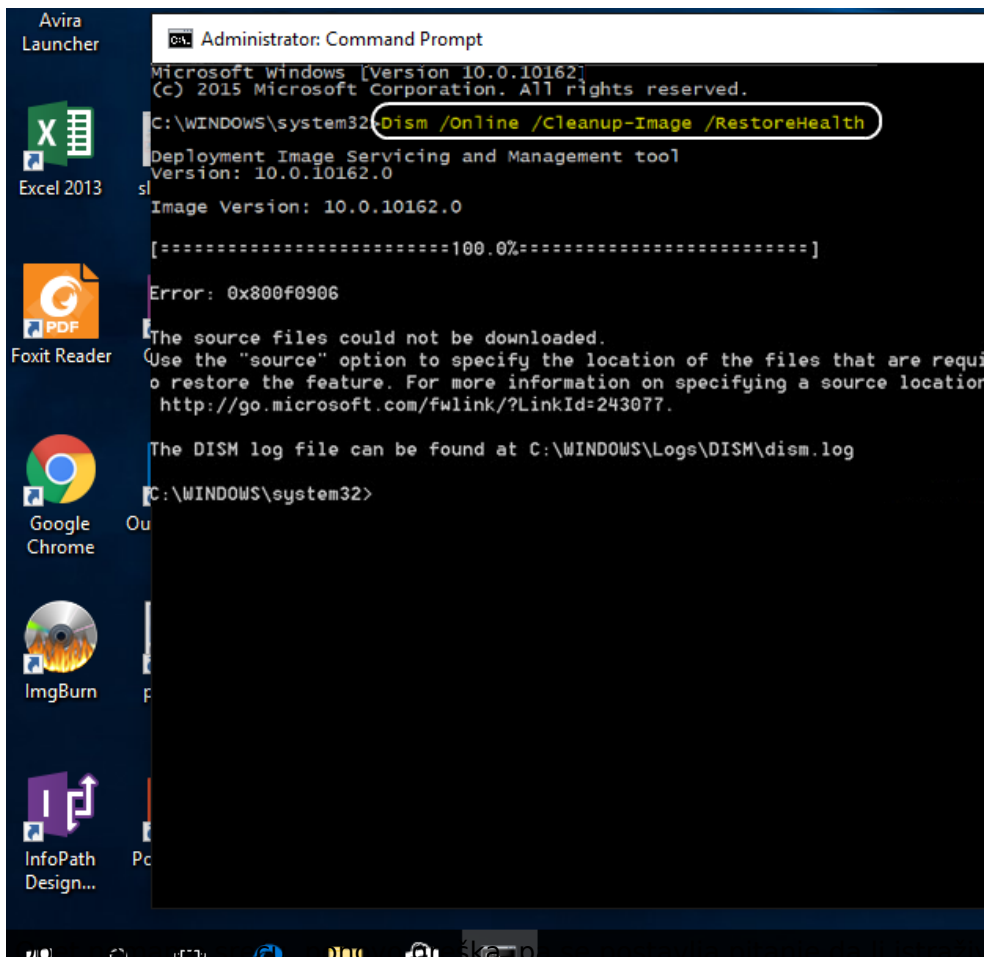 Avira
Launcher
Administrator: Command Prompt
Microsoft Windows [Version 10.0.10162]
(c) 2015 Microsoft Corporation. All rights reserved.
C:\WINDOWS\system32>Dism /Online /Cleanup-Image /RestoreHealth
Deployment Image Servicing and Management tool
Version: 10.0.10162.0
Image Version: 10.0.10162.0
[==========================100.0%==========================]
Error: 0x800f0906
The source files could not be downloaded.
Use the "source" option to specify the location of the files that are requi
o restore the feature. For more information on specifying a source location
http://go.microsoft.com/fwlink/?LinkId=243077.
The DISM log file can be found at C:\WINDOWS\Logs\DISM\dism.log
C:\WINDOWS\system32>
Excel 2013
sl
PDF
Foxit Reader
Google
Chrome
Ou
ImgBurn
p
InfoPath
Design...
Po